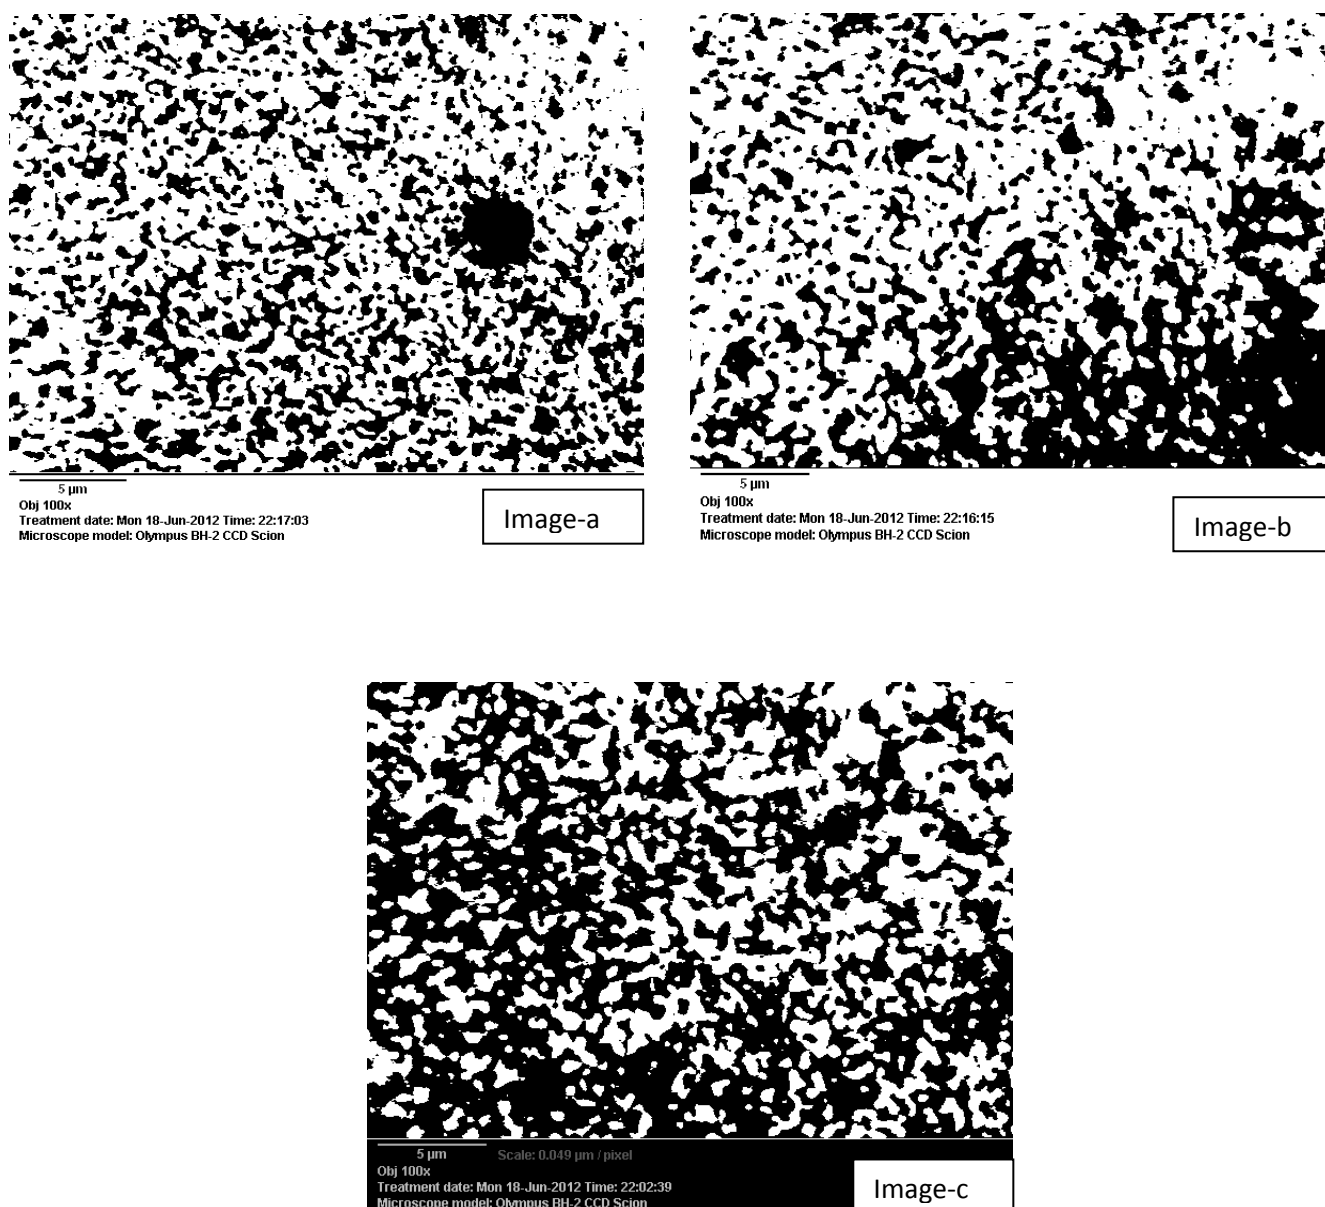 5 µm
Obj 100x
Treatment date: Mon 18-Jun-2012 Time: 22:17:03
Microscope model: Olympus BH-2 CCD Scion
Image-a
5 µm
Obj 100x
Treatment date: Mon 18-Jun-2012 Time: 22:16:15
Microscope model: Olympus BH-2 CCD Scion
Image-b
5 µm Scale: 0.049 µm / pixel
Obj 100x
Treatment date: Mon 18-Jun-2012 Time: 22:02:39
Microscope model: Olympus BH-2 CCD Scion
Image-c